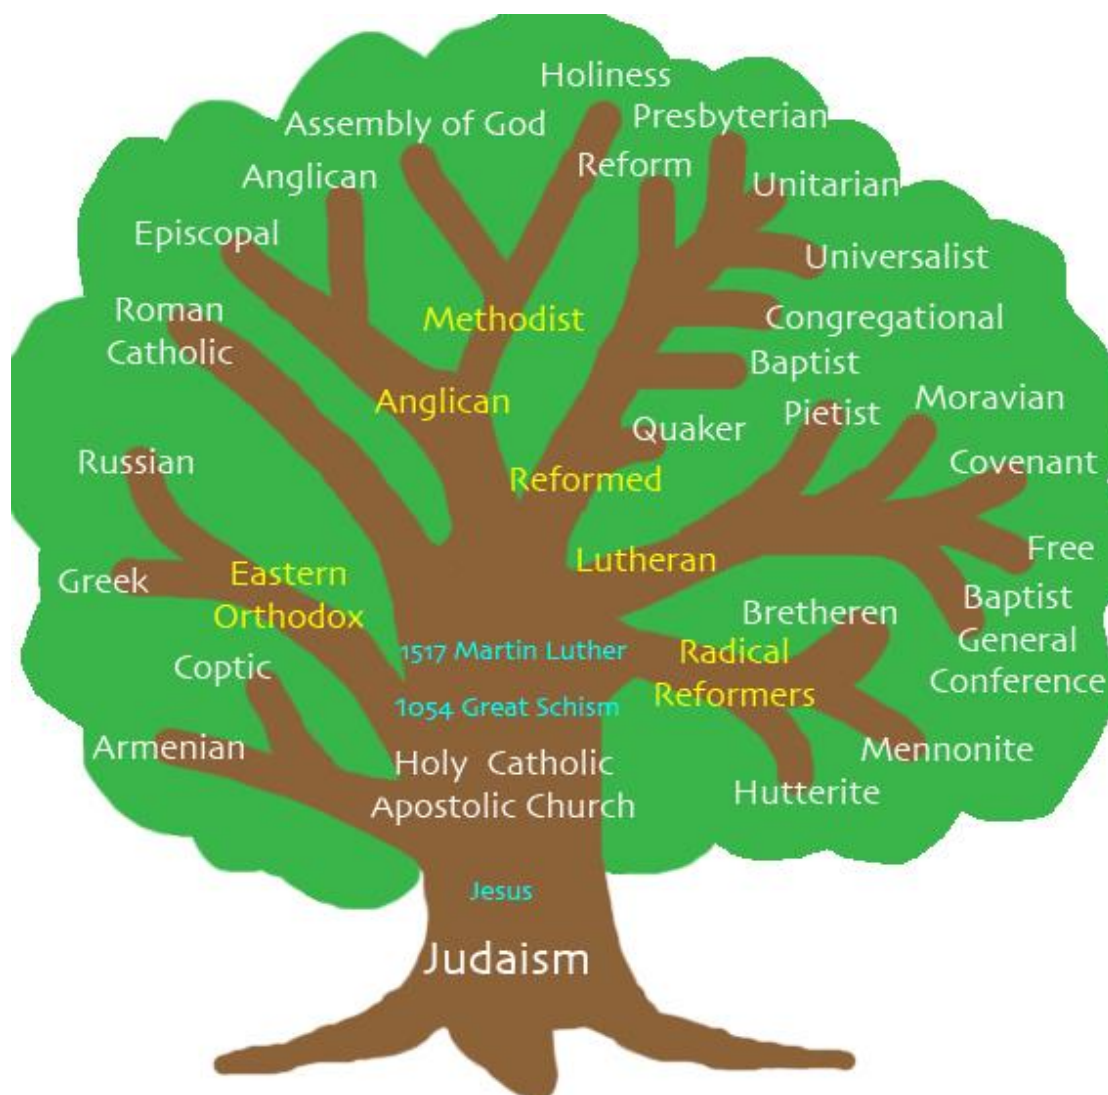 Holiness
Assembly of God
Presbyterian
Anglican
Reform
Unitarian
Episcopal
Universalist
Roman
Catholic
Methodist
Congregational
Baptist
Anglican
Pietist
Moravian
Quaker
Russian
Reformed
Covenant
Eastern
Orthodox
Greek
Lutheran
Free
Baptist
General
Conference
Bretheren
1517 Martin Luther
Radical
Reformers
Coptic
1054 Great Schism
Armenian
Holy Catholic
Apostolic Church
Mennonite
Hutterite
Jesus
Judaism